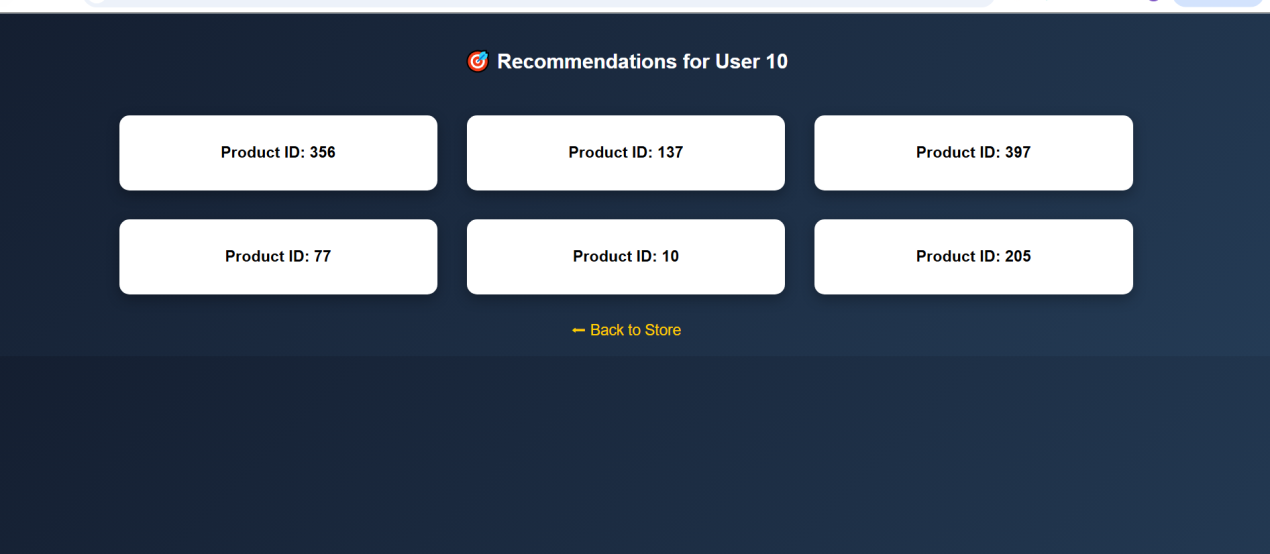 🎯 Recommendations for User 10
Product ID: 356
Product ID: 137
Product ID: 397
Product ID: 77
Product ID: 10
Product ID: 205
⬅ Back to Store